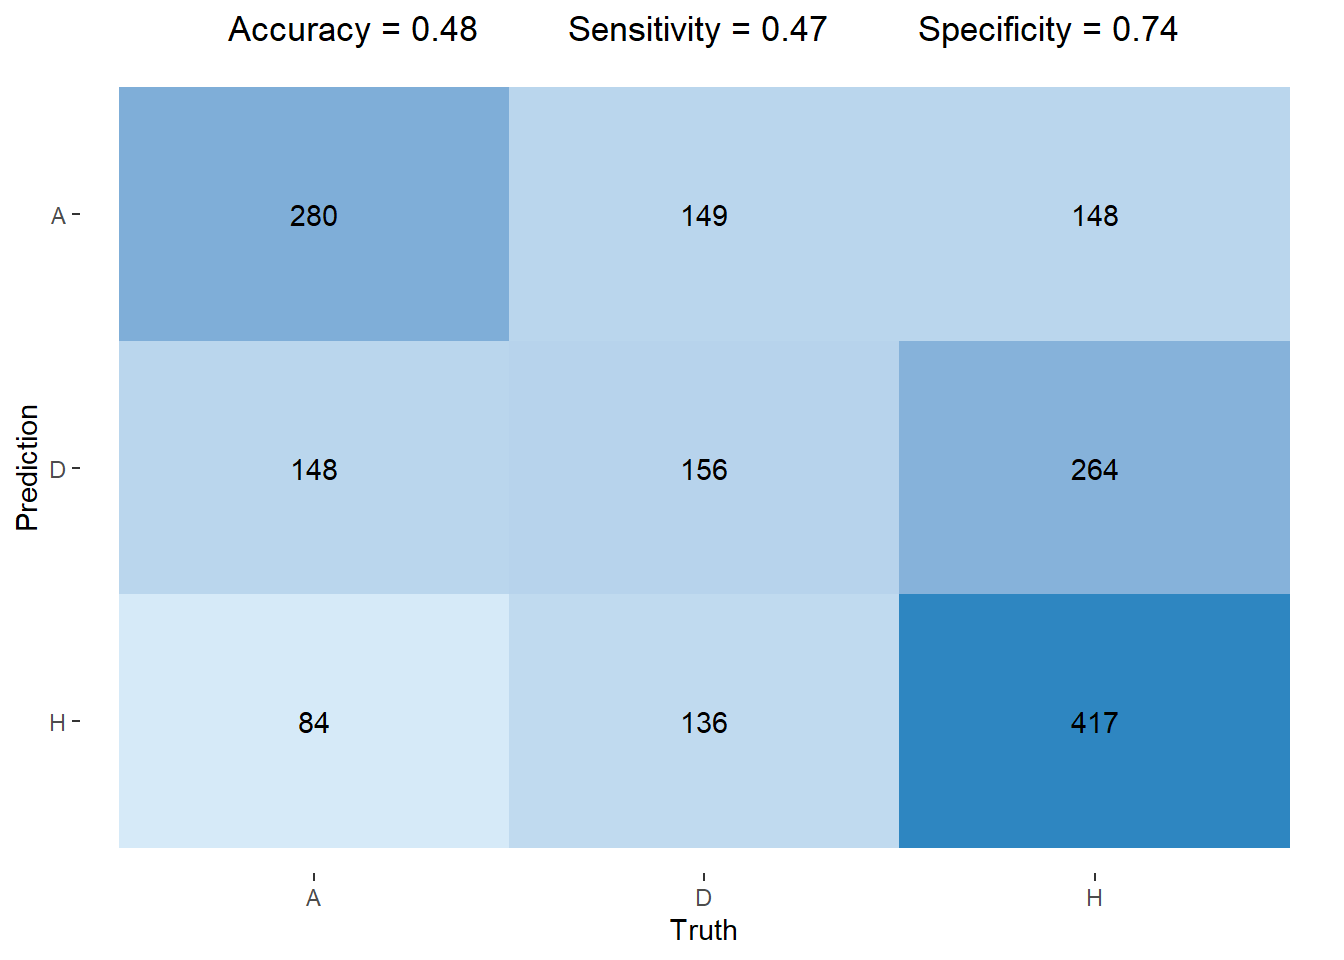 Accuracy = 0.48 Sensitivity = 0.47 Specificity = 0.74
A 280 149 148
D 148 156 264
H 84 136 417
Prediction
A D H
Truth